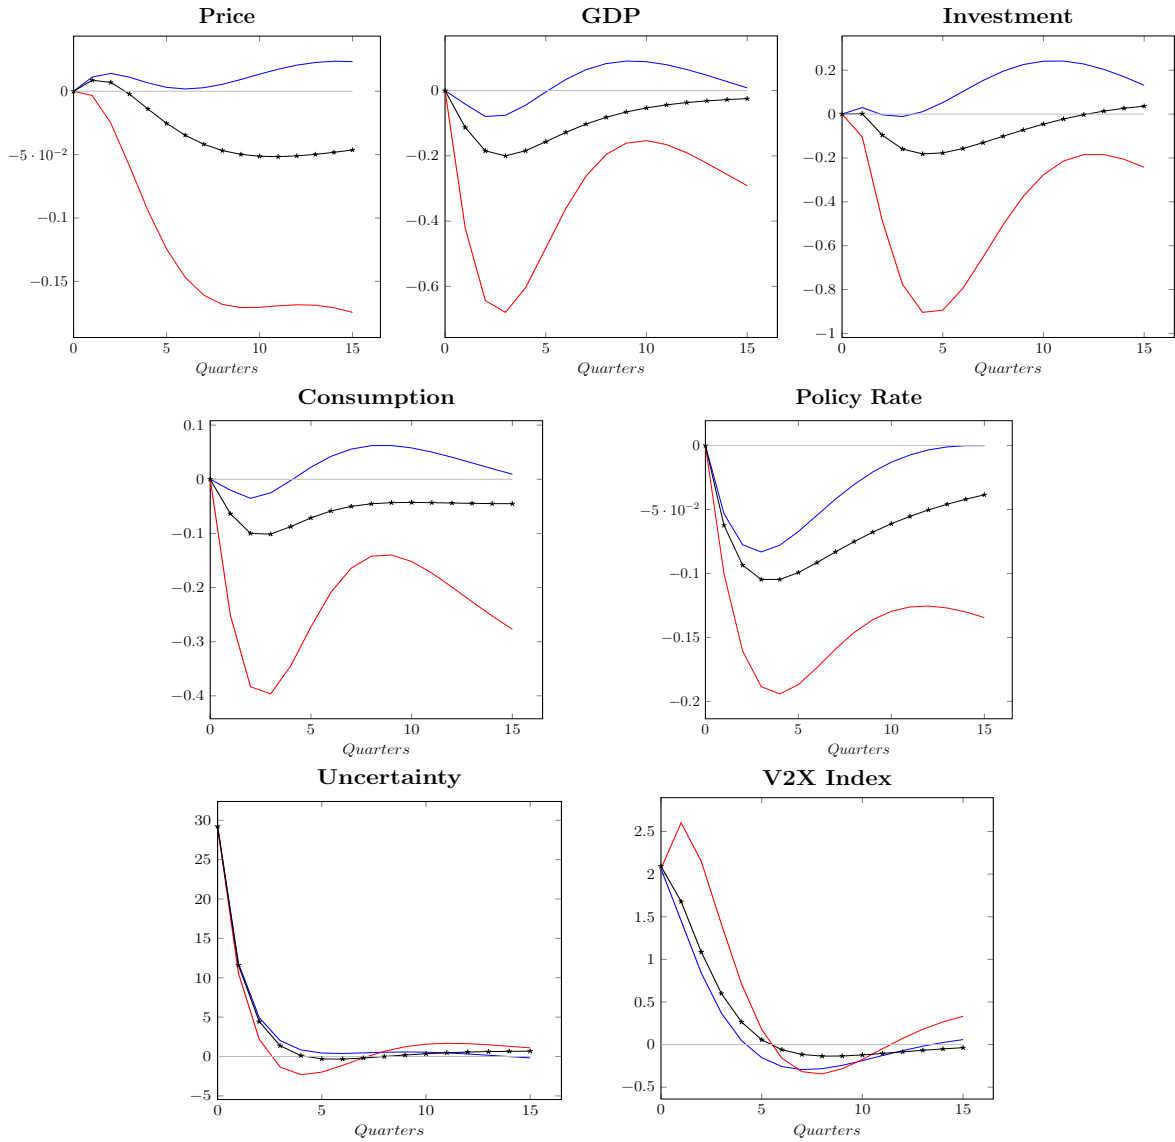 Price GDP Investment
0
−5 · 10⁻²
−0.1
−0.15
0 5 10 15
Quarters
0
−0.2
−0.4
−0.6
0 5 10 15
Quarters
0.2
0
−0.2
−0.4
−0.6
−0.8
−1
0 5 10 15
Quarters
Consumption Policy Rate
0.1
0
−0.1
−0.2
−0.3
−0.4
0 5 10 15
Quarters
0
−5 · 10⁻²
−0.1
−0.15
−0.2
0 5 10 15
Quarters
Uncertainty V2X Index
30
25
20
15
10
5
0
−5
0 5 10 15
Quarters
2.5
2
1.5
1
0.5
0
−0.5
0 5 10 15
Quarters